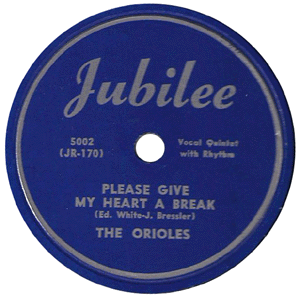 Jubilee
5002
(JR-170)
Vocal Quintet
with Rhythm
PLEASE GIVE
MY HEART A BREAK
(Ed. White-J. Bressler)
THE ORIOLES